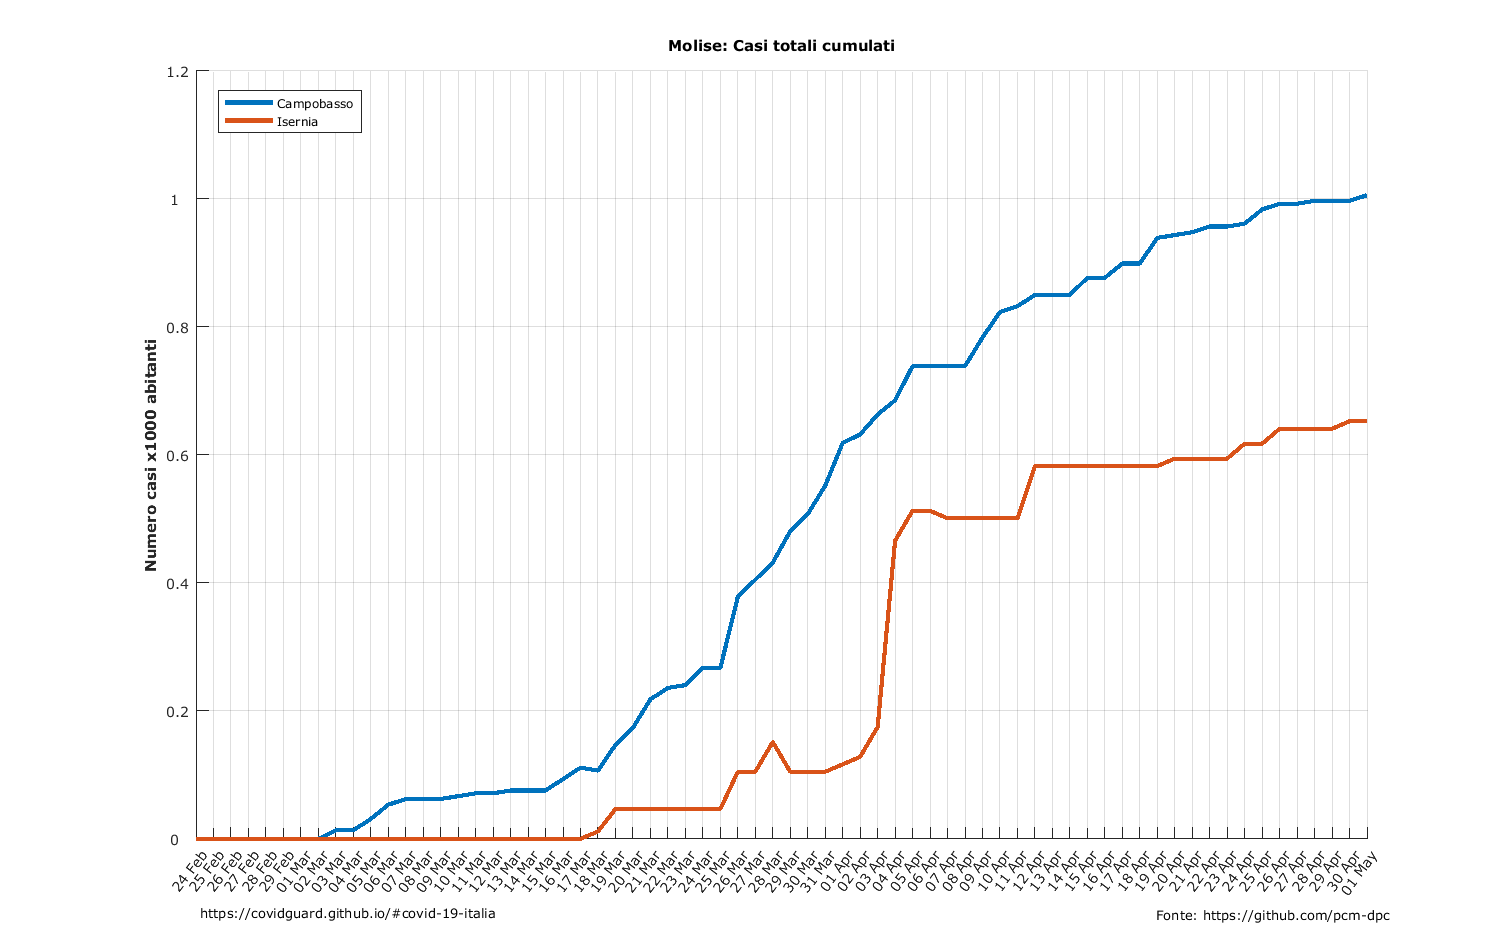 Molise: Casi totali cumulati
Campobasso
Isernia
Numero casi x1000 abitanti
1.2
1
0.8
0.6
0.4
0.2
0
24 Feb
25 Feb
26 Feb
27 Feb
28 Feb
29 Feb
01 Mar
02 Mar
03 Mar
04 Mar
05 Mar
06 Mar
07 Mar
08 Mar
09 Mar
10 Mar
11 Mar
12 Mar
13 Mar
14 Mar
15 Mar
16 Mar
17 Mar
18 Mar
19 Mar
20 Mar
21 Mar
22 Mar
23 Mar
24 Mar
25 Mar
26 Mar
27 Mar
28 Mar
29 Mar
30 Mar
31 Mar
01 Apr
02 Apr
03 Apr
04 Apr
05 Apr
06 Apr
07 Apr
08 Apr
09 Apr
10 Apr
11 Apr
12 Apr
13 Apr
14 Apr
15 Apr
16 Apr
17 Apr
18 Apr
19 Apr
20 Apr
21 Apr
22 Apr
23 Apr
24 Apr
25 Apr
26 Apr
27 Apr
28 Apr
29 Apr
30 Apr
01 May
https://covidguard.github.io/#covid-19-italia
Fonte: https://github.com/pcm-dpc